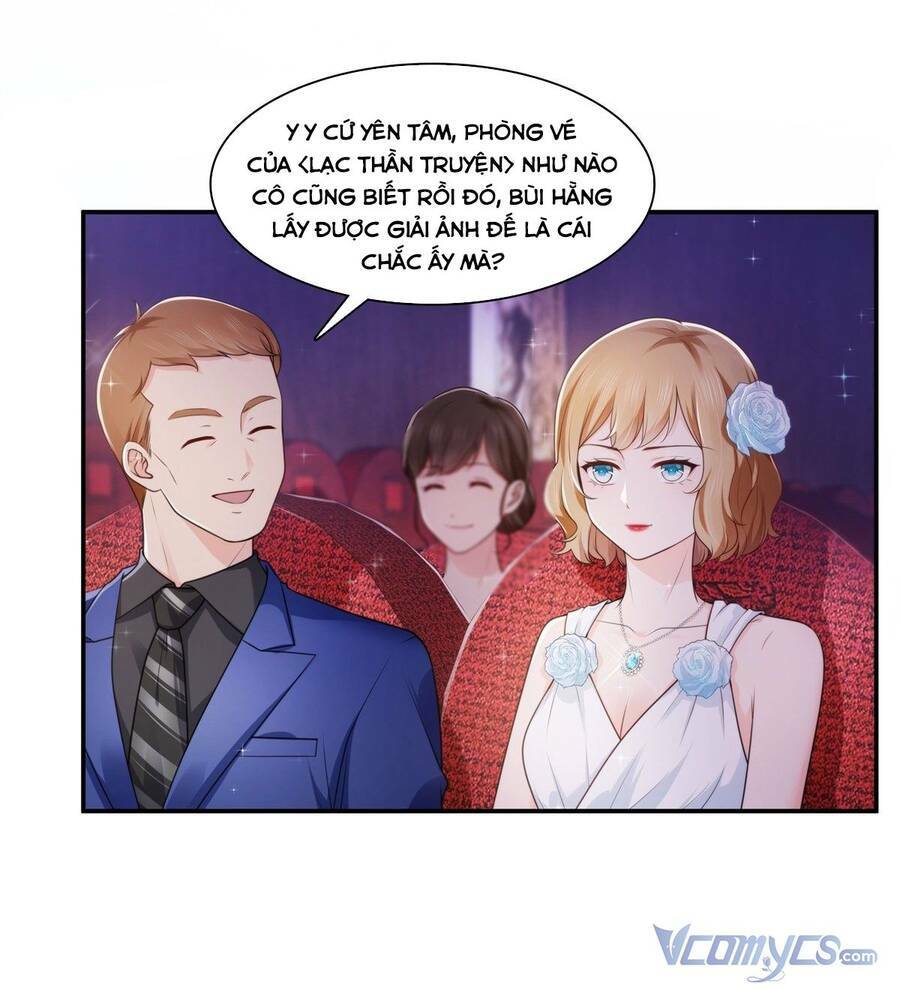 Y Y CỨ YÊN TÂM, PHÒNG VÉ
CỦA <LẠC THẦN TRUYỆN> NHƯ NÀO
CÔ CŨNG BIẾT RỒI ĐÓ, BÙI HẰNG
LẤY ĐƯỢC GIẢI ẢNH ĐẾ LÀ CÁI
CHẮC ẤY MÀ?
Vcomycs.com